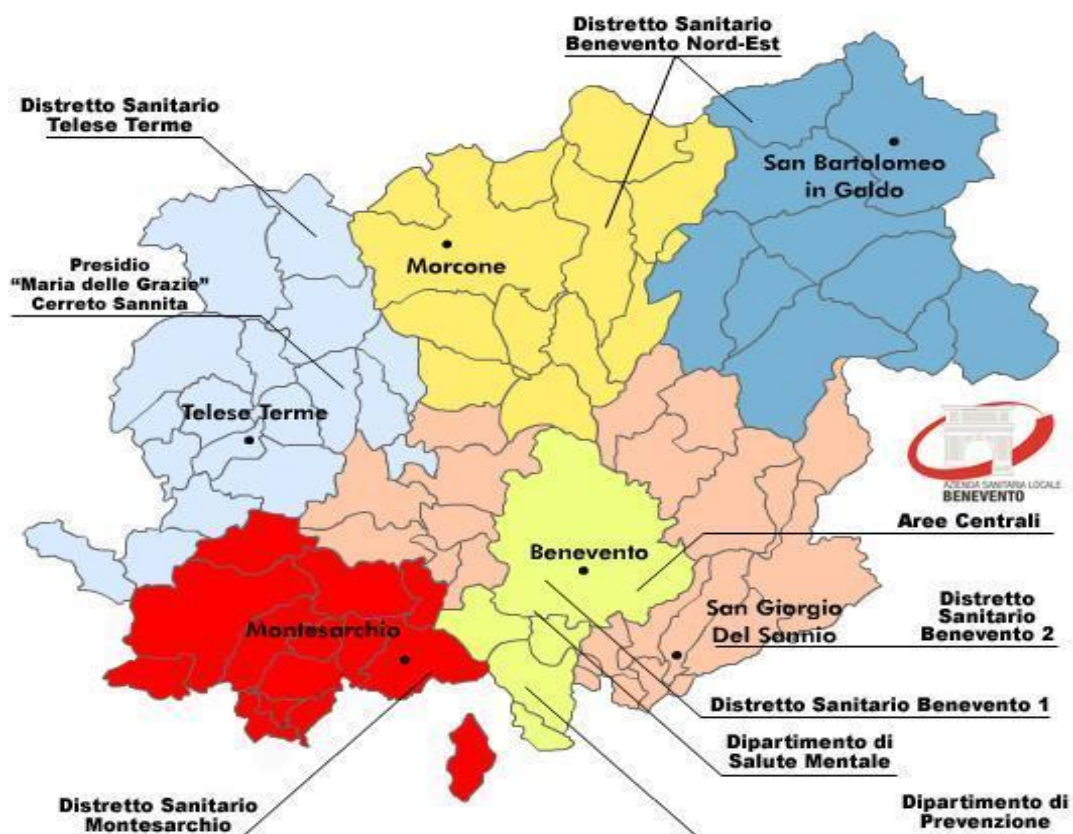 Distretto Sanitario
Benevento Nord-Est
Distretto Sanitario
Telese Terme
San Bartolomeo
in Galdo
Presidio
“Maria delle Grazie”
Cerreto Sannita
Morcone
Telese Terme
AZIENDA SANITARIA LOCALE
BENEVENTO
Aree Centrali
Benevento
San Giorgio
Del Sannio
Distretto
Sanitario
Benevento 2
Montesarchio
Distretto Sanitario Benevento 1
Dipartimento di
Salute Mentale
Distretto Sanitario
Montesarchio
Dipartimento di
Prevenzione